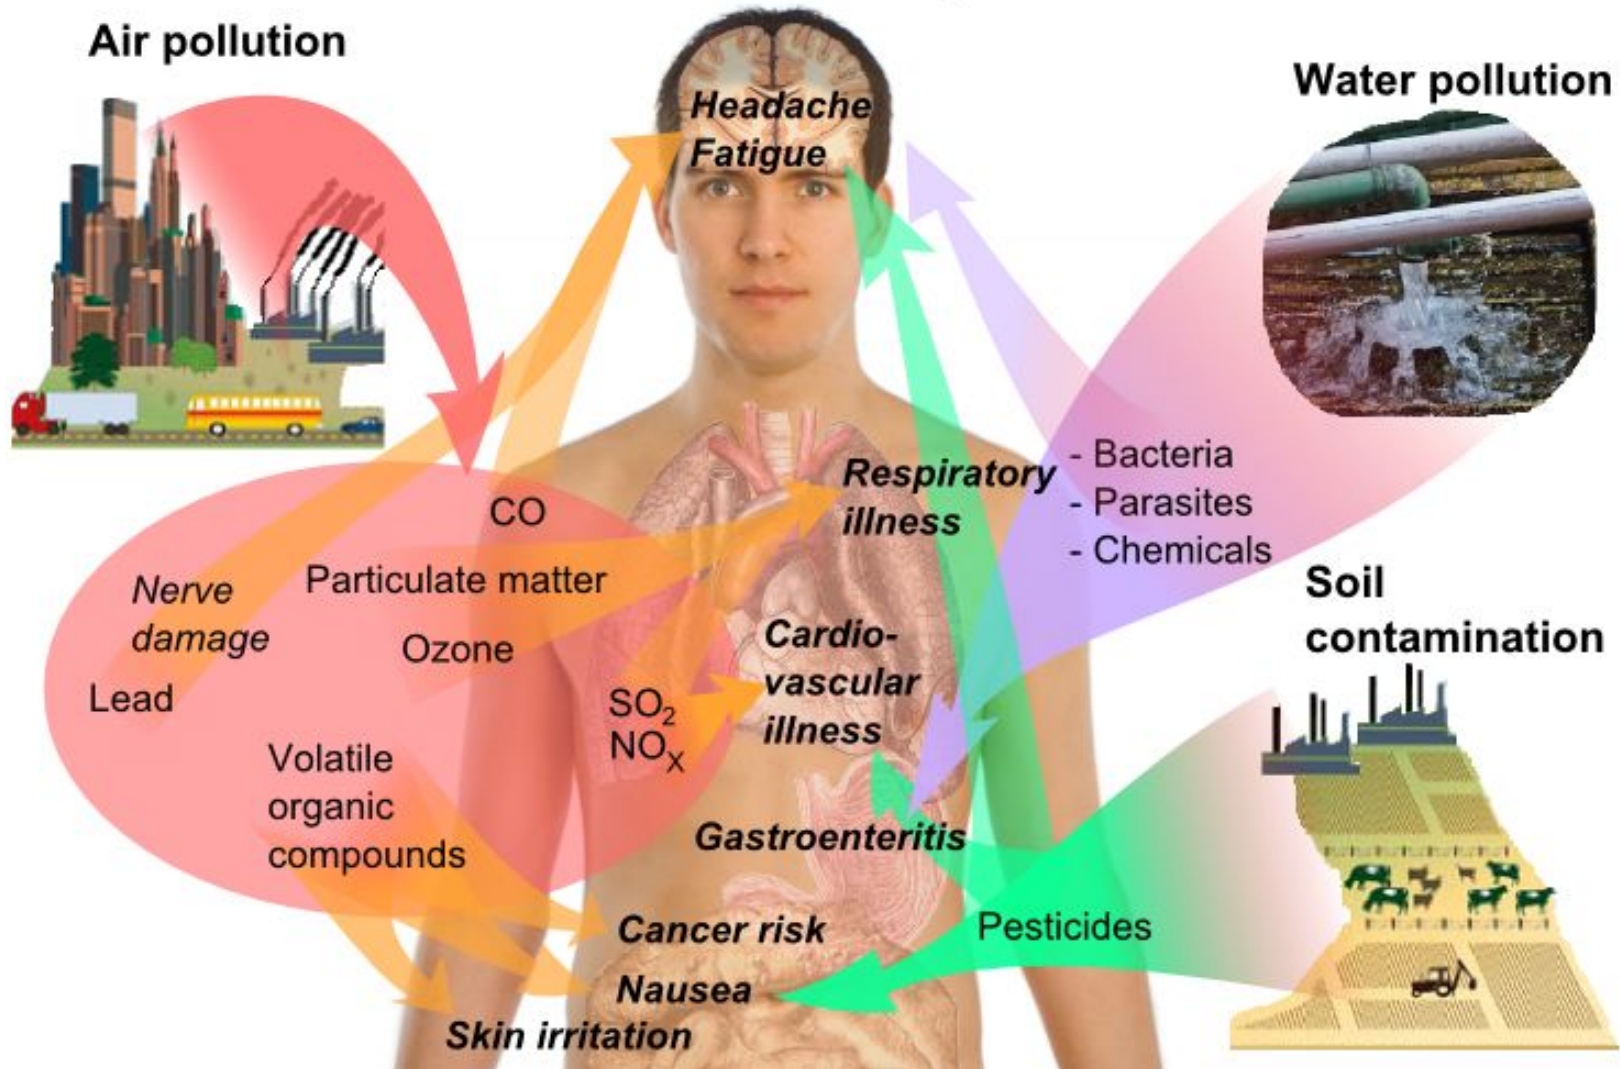 Air pollution
Water pollution
Headache
Fatigue
- Bacteria
- Parasites
- Chemicals
Respiratory
illness
CO
Particulate matter
Nerve
damage
Ozone
Lead
SO2
NOX
Cardio-
vascular
illness
Volatile
organic
compounds
Soil
contamination
Gastroenteritis
Pesticides
Cancer risk
Nausea
Skin irritation